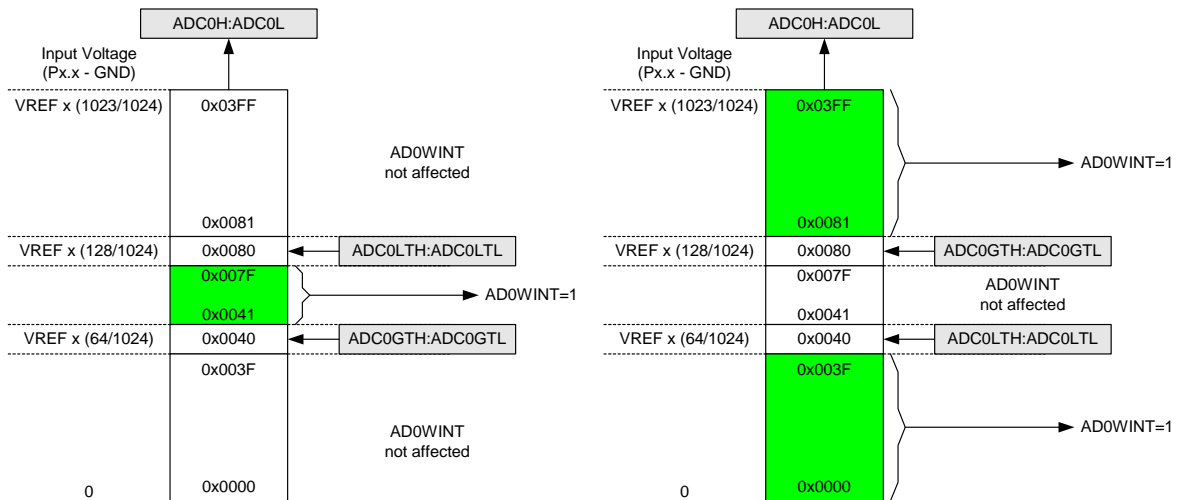 ADC0H:ADC0L
Input Voltage
(Px.x - GND)
VREF x (1023/1024)
0x03FF
AD0WINT
not affected
0x0081
VREF x (128/1024)
0x0080
ADC0LTH:ADC0LTL
0x007F
AD0WINT=1
0x0041
VREF x (64/1024)
0x0040
ADC0GTH:ADC0GTL
0x003F
AD0WINT
not affected
0
0x0000
ADC0H:ADC0L
Input Voltage
(Px.x - GND)
VREF x (1023/1024)
0x03FF
AD0WINT=1
0x0081
VREF x (128/1024)
0x0080
ADC0GTH:ADC0GTL
0x007F
AD0WINT
not affected
0x0041
VREF x (64/1024)
0x0040
ADC0LTH:ADC0LTL
0x003F
AD0WINT=1
0
0x0000